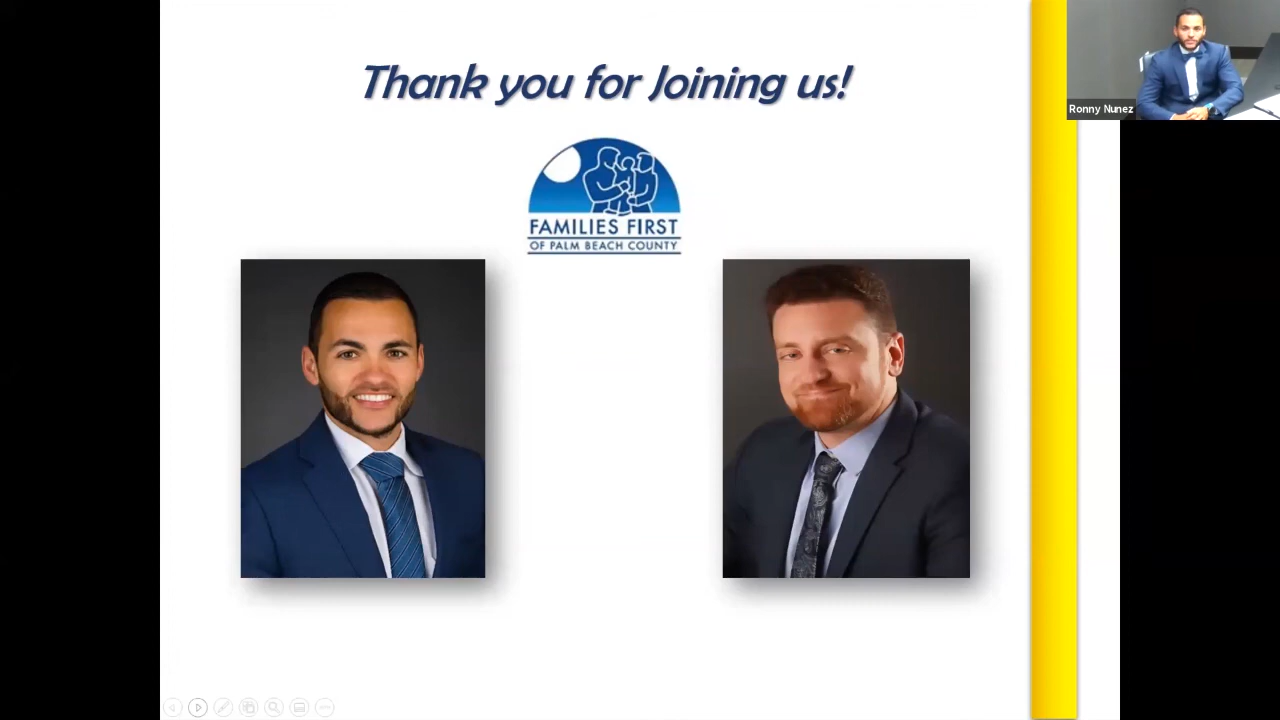 Thank you for Joining us!
FAMILIES FIRST
OF PALM BEACH COUNTY
Ronny Nunez